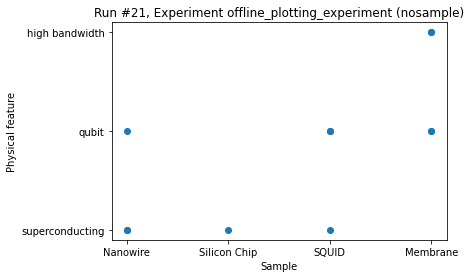 Run #21, Experiment offline_plotting_experiment (nosample)
high bandwidth
qubit
superconducting
Physical feature
Nanowire Silicon Chip SQUID Membrane
Sample